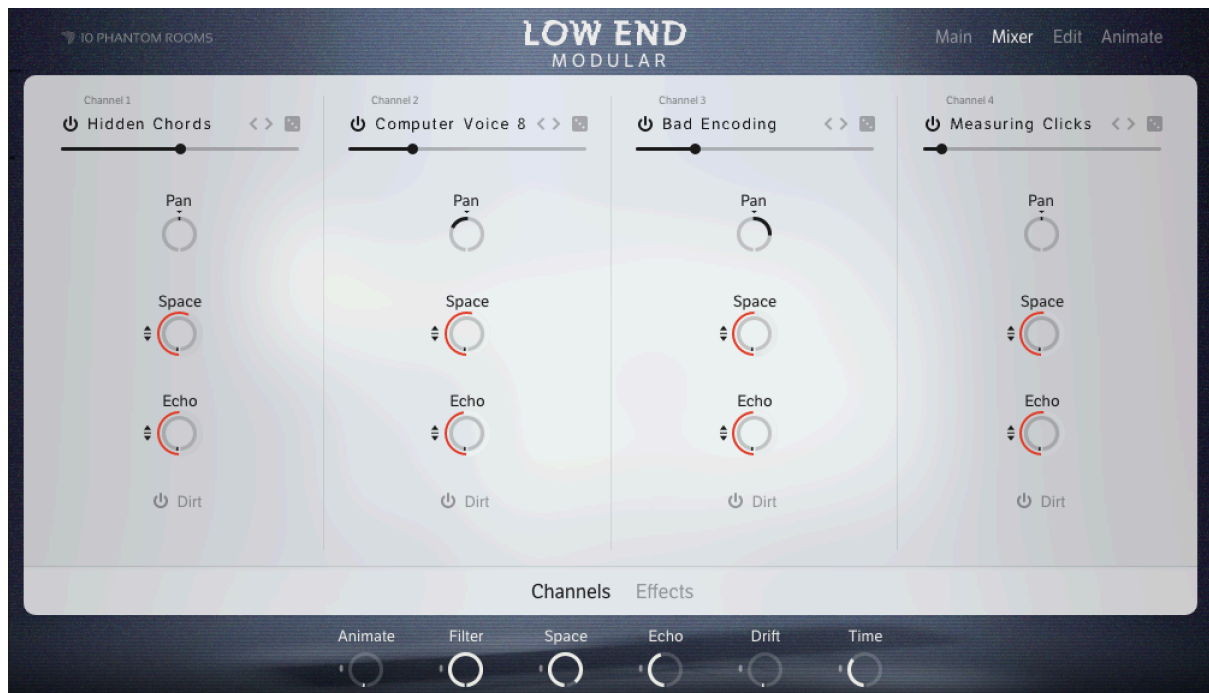 10 PHANTOM ROOMS
LOW END
MODULAR
Main Mixer Edit Animate
Channel 1 Channel 2 Channel 3 Channel 4
Hidden Chords Computer Voice 8 Bad Encoding Measuring Clicks
Pan Pan Pan Pan
Space Space Space Space
Echo Echo Echo Echo
Dirt Dirt Dirt Dirt
Channels Effects
Animate Filter Space Echo Drift Time